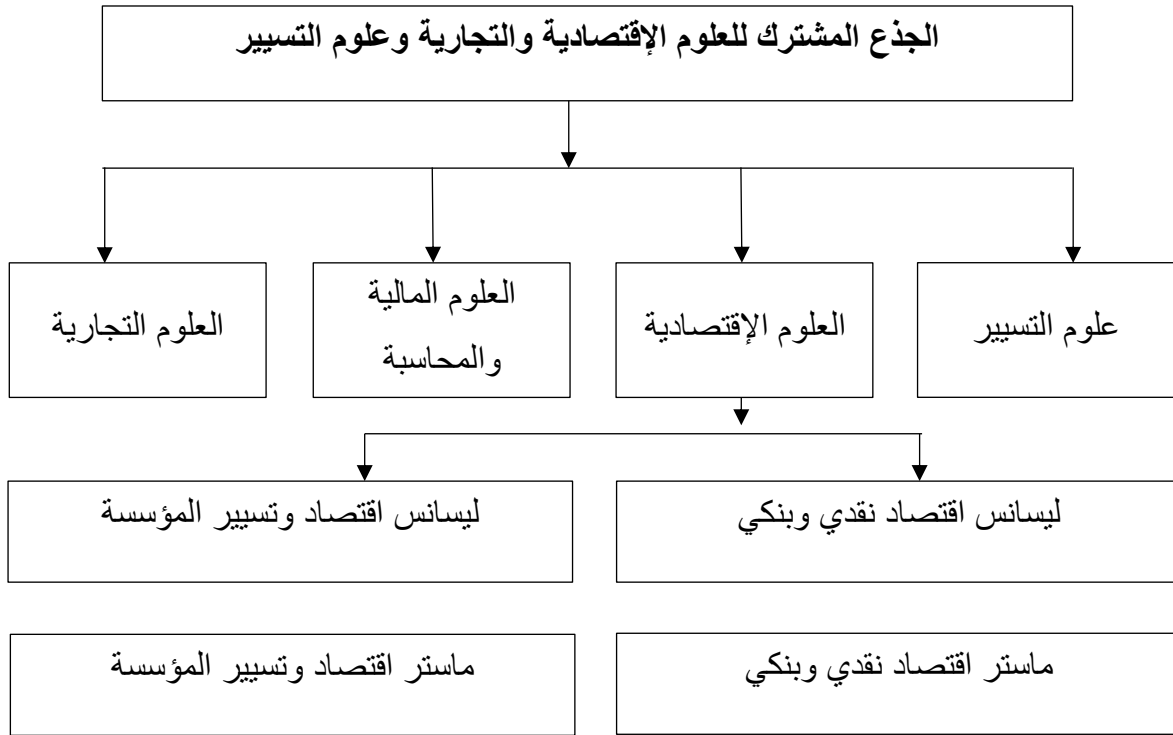 الجذع المشترك للعلوم الإقتصادية والتجارية وعلوم التسيير
علوم التسيير
العلوم الإقتصادية
العلوم المالية
والمحاسبة
العلوم التجارية
ليسانس اقتصاد نقدي وبنكي
ليسانس اقتصاد وتسيير المؤسسة
ماستر اقتصاد نقدي وبنكي
ماستر اقتصاد وتسيير المؤسسة